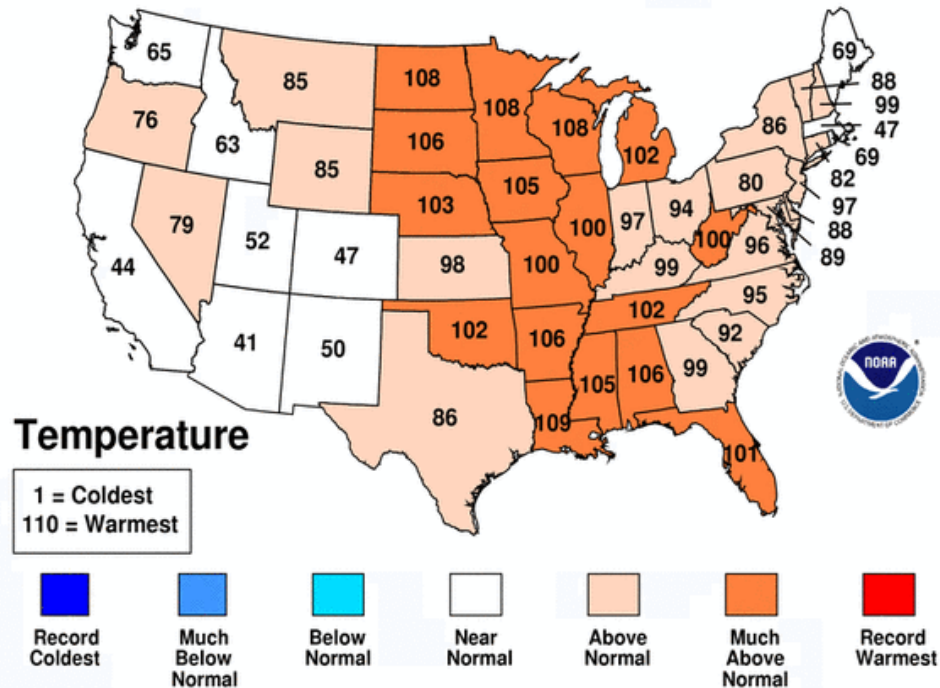 65
69
85
108
108
88
99
76
86
47
108
106
63
102
69
85
80
82
105
103
97
94
97
79
100
88
52
100
96
47
99
89
44
98
100
95
102
102
92
41
106
50
99
105
106
86
109
101
NOAA
Temperature
1 = Coldest
110 = Warmest
Record
Coldest
Much
Below
Normal
Below
Normal
Near
Normal
Above
Normal
Much
Above
Normal
Record
Warmest